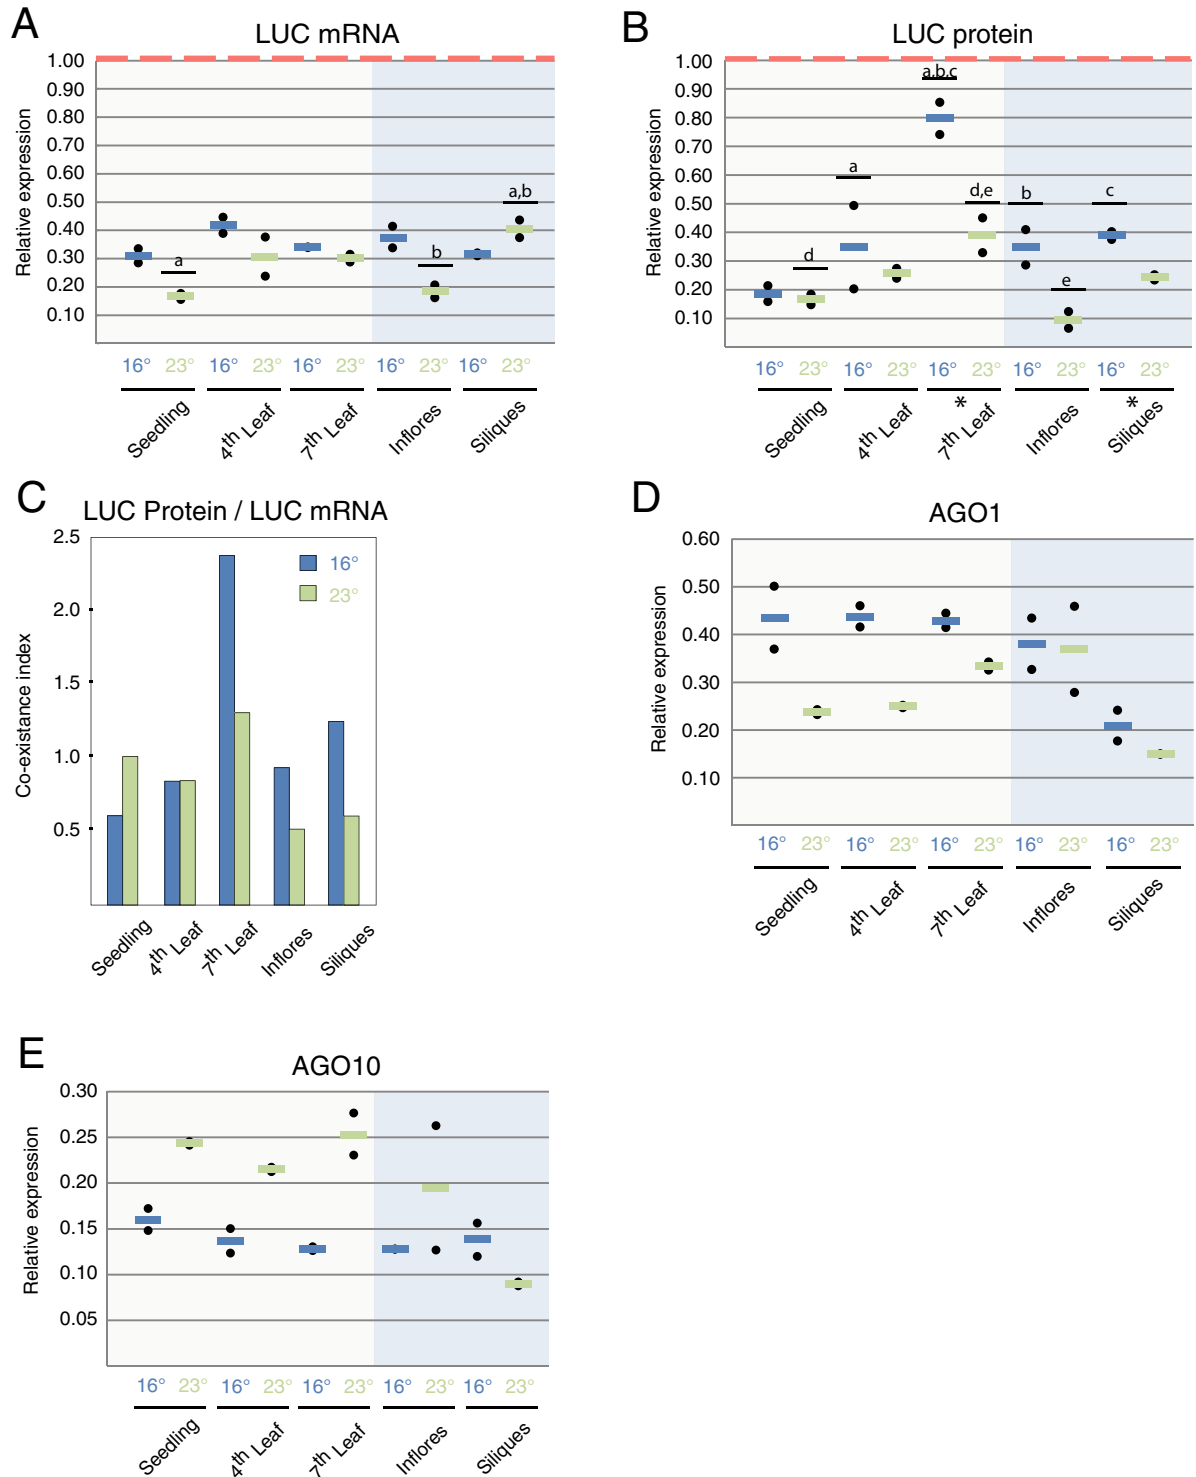 A
LUC mRNA
Relative expression
1.00
0.90
0.80
0.70
0.60
0.50
0.40
0.30
0.20
0.10
a
b
a,b
16° 23° 16° 23° 16° 23° 16° 23° 16° 23°
Seedling
4th Leaf
7th Leaf
Inflores
Siliques
B
LUC protein
Relative expression
1.00
0.90
0.80
0.70
0.60
0.50
0.40
0.30
0.20
0.10
d
a
a,b,c
d,e
b
e
c
16° 23° 16° 23° 16° 23° 16° 23° 16° 23°
* *
Seedling
4th Leaf
7th Leaf
Inflores
Siliques
C
LUC Protein / LUC mRNA
Co-existance index
2.5
2.0
1.5
1.0
0.5
16°
23°
Seedling
4th Leaf
7th Leaf
Inflores
Siliques
D
AGO1
Relative expression
0.60
0.50
0.40
0.30
0.20
0.10
16° 23° 16° 23° 16° 23° 16° 23° 16° 23°
Seedling
4th Leaf
7th Leaf
Inflores
Siliques
E
AGO10
Relative expression
0.30
0.25
0.20
0.15
0.10
0.05
16° 23° 16° 23° 16° 23° 16° 23° 16° 23°
Seedling
4th Leaf
7th Leaf
Inflores
Siliques